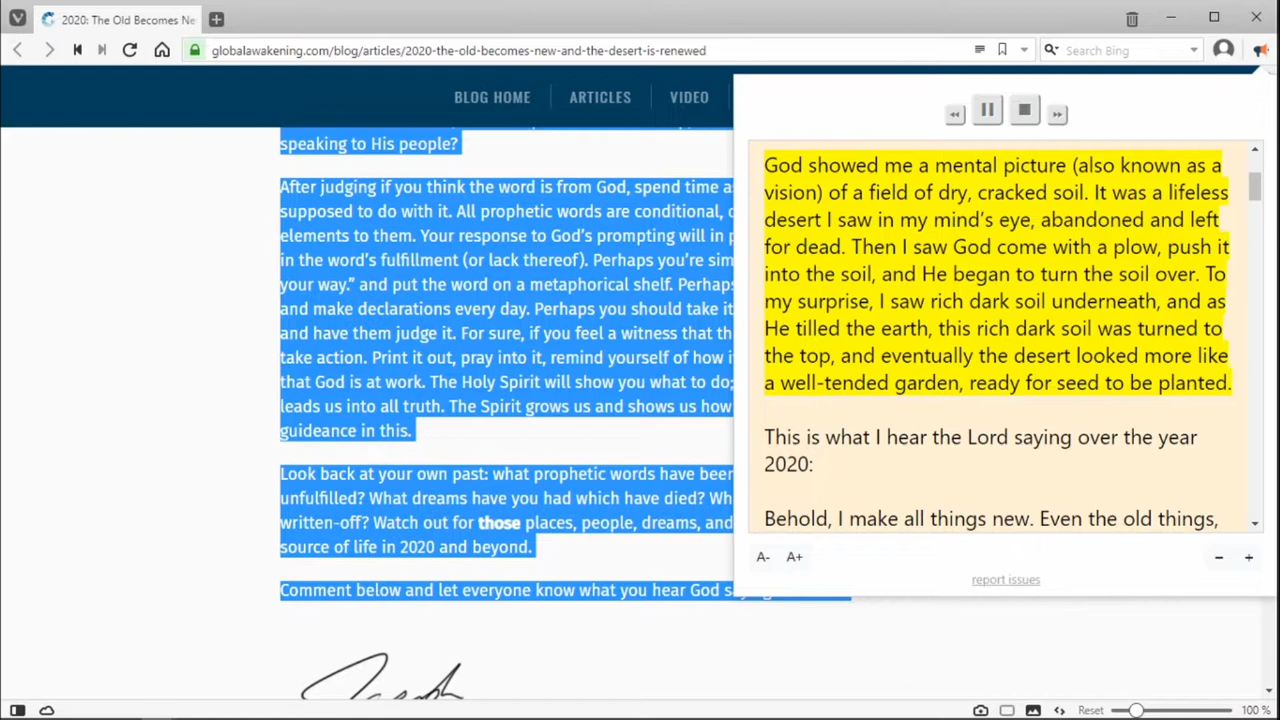 2020: The Old Becomes Ne
globalawakening.com/blog/articles/2020-the-old-becomes-new-and-the-desert-is-renewed
Search Bing
BLOG HOME
ARTICLES
VIDEO
speaking to His people?
After judging if you think the word is from God, spend time as
supposed to do with it. All prophetic words are conditional,
elements to them. Your response to God’s prompting will in p
in the word’s fulfillment (or lack thereof). Perhaps you’re sim
your way.” and put the word on a metaphorical shelf. Perhaps
and make declarations every day. Perhaps you should take it
and have them judge it. For sure, if you feel a witness that th
take action. Print it out, pray into it, remind yourself of how i
that God is at work. The Holy Spirit will show you what to do;
leads us into all truth. The Spirit grows us and shows us how
guideance in this.
Look back at your own past: what prophetic words have been
unfulfilled? What dreams have you had which have died? Wh
written-off? Watch out for those places, people, dreams, and
source of life in 2020 and beyond.
Comment below and let everyone know what you hear God
God showed me a mental picture (also known as a
vision) of a field of dry, cracked soil. It was a lifeless
desert I saw in my mind’s eye, abandoned and left
for dead. Then I saw God come with a plow, push it
into the soil, and He began to turn the soil over. To
my surprise, I saw rich dark soil underneath, and as
He tilled the earth, this rich dark soil was turned to
the top, and eventually the desert looked more like
a well-tended garden, ready for seed to be planted.
This is what I hear the Lord saying over the year
2020:
Behold, I make all things new. Even the old things,
A- A+ − +
report issues
Reset 100 %